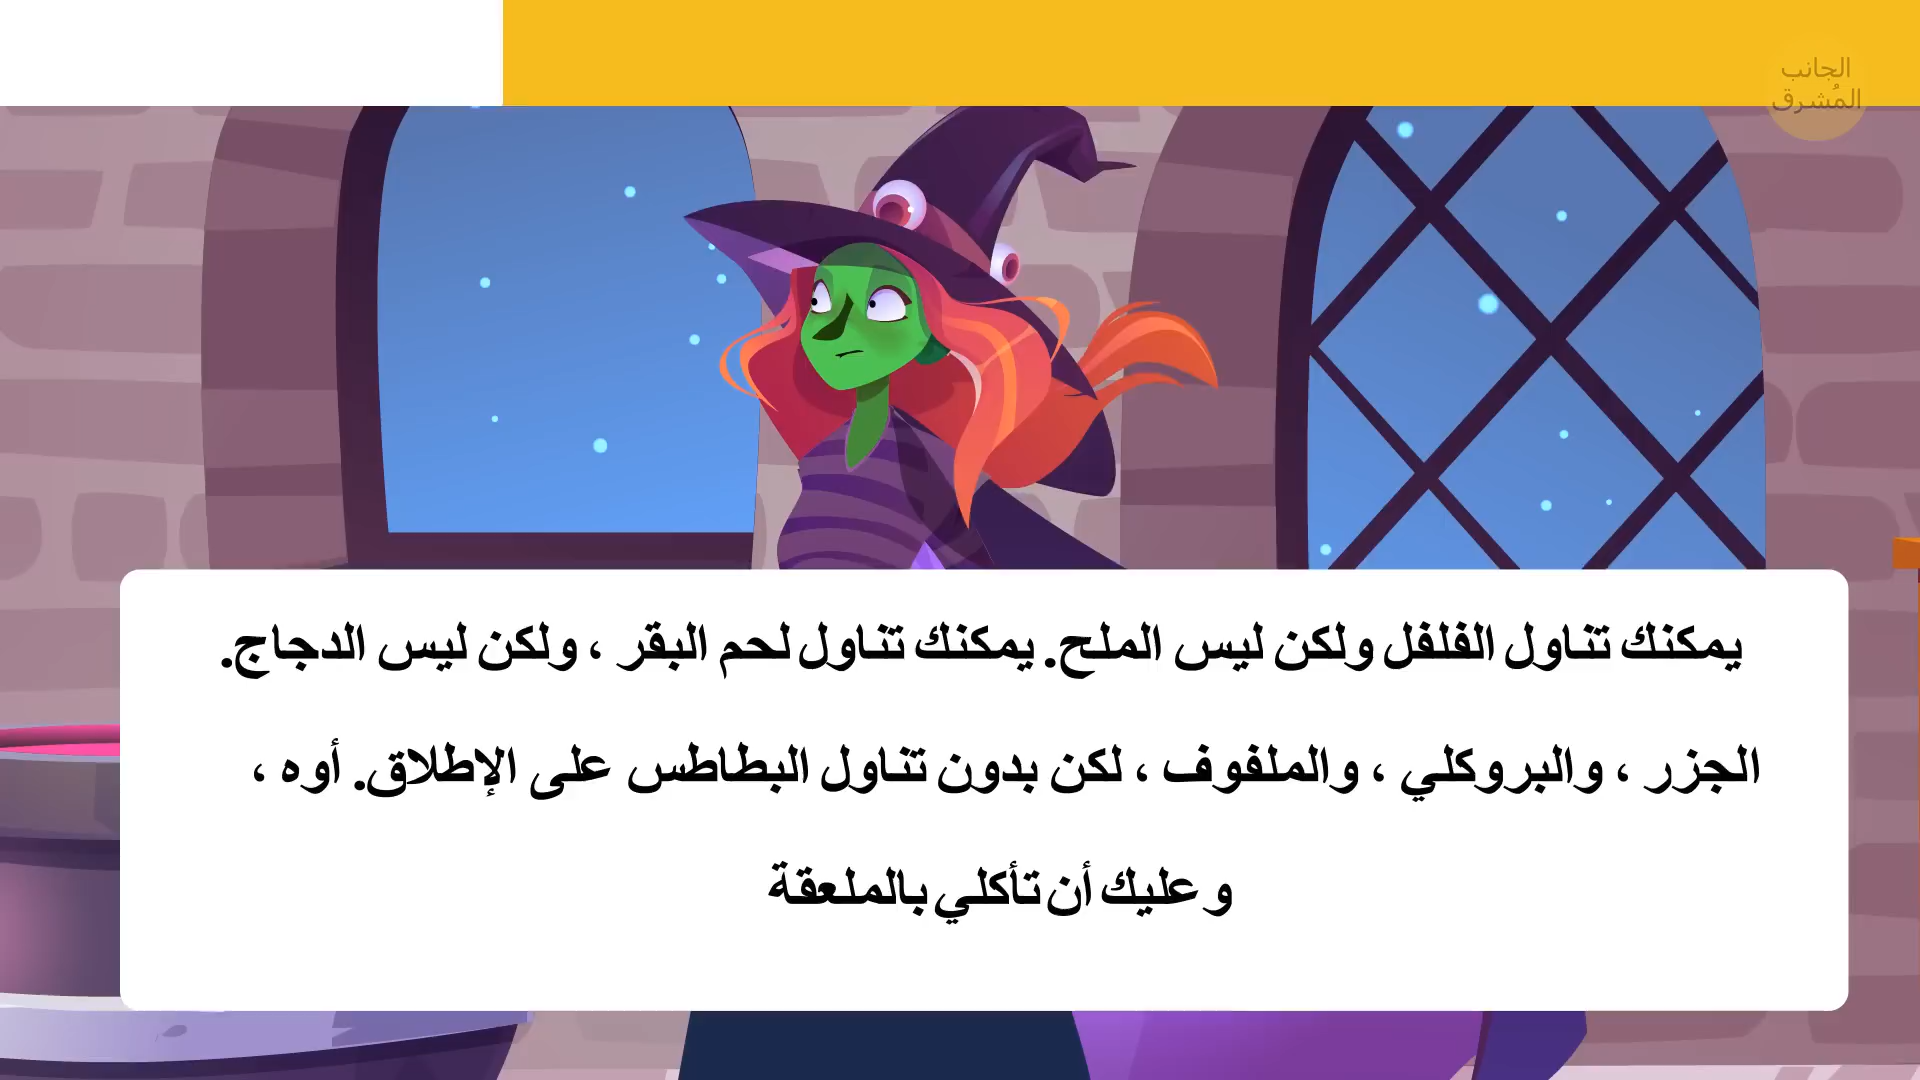 الجانب
المُشرق
يمكنك تناول الفلفل ولكن ليس الملح. يمكنك تناول لحم البقر ، ولكن ليس الدجاج.
الجزر ، والبروكلي ، والملفوف ، لكن بدون تناول البطاطس على الإطلاق. أوه ،
وعليك أن تأكلي بالملعقة